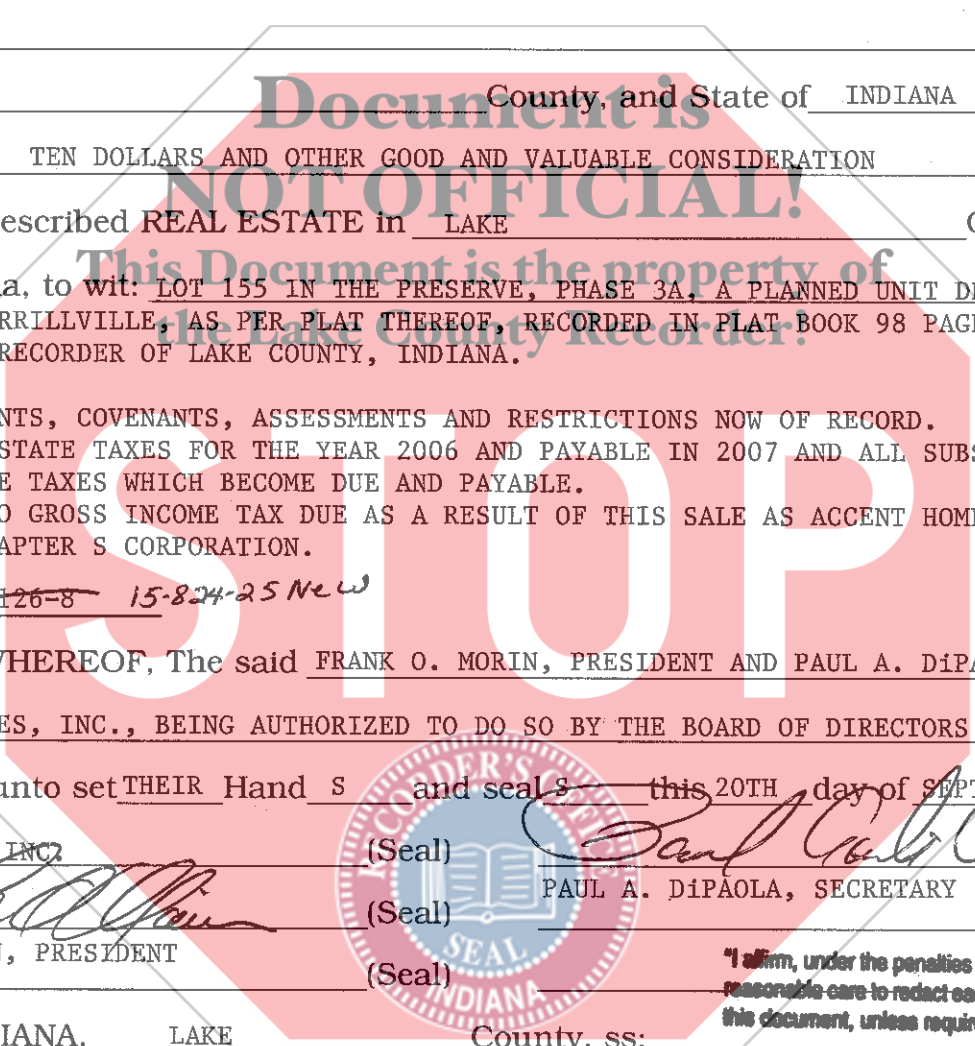 Document is
County, and State of INDIANA
TEN DOLLARS AND OTHER GOOD AND VALUABLE CONSIDERATION
NOT OFFICIAL!
escribed REAL ESTATE in LAKE
This Document is the property of
a, to wit: LOT 155 IN THE PRESERVE, PHASE 3A, A PLANNED UNIT DE
RRILLVILLE, AS PER PLAT THEREOF, RECORDED IN PLAT BOOK 98 PAGE
the Lake County Recorder!
RECORDER OF LAKE COUNTY, INDIANA.
NTS, COVENANTS, ASSESSMENTS AND RESTRICTIONS NOW OF RECORD.
STATE TAXES FOR THE YEAR 2006 AND PAYABLE IN 2007 AND ALL SUBS
E TAXES WHICH BECOME DUE AND PAYABLE.
O GROSS INCOME TAX DUE AS A RESULT OF THIS SALE AS ACCENT HOME
APTER S CORPORATION.
STOP
126-8 15-824-25 New
WHEREOF, The said FRANK O. MORIN, PRESIDENT AND PAUL A. DiPA
ES, INC., BEING AUTHORIZED TO DO SO BY THE BOARD OF DIRECTORS
unto set THEIR Hand S and seal S this 20TH day of SEPT
RECORDER'S OFFICE
INC. (Seal)
PAUL A. DiPAOLA, SECRETARY
(Seal)
SEAL
, PRESIDENT
(Seal)
INDIANA
"I affirm, under the penalties
reasonable care to redact
this document, unless requir
DIANA, LAKE County, ss: